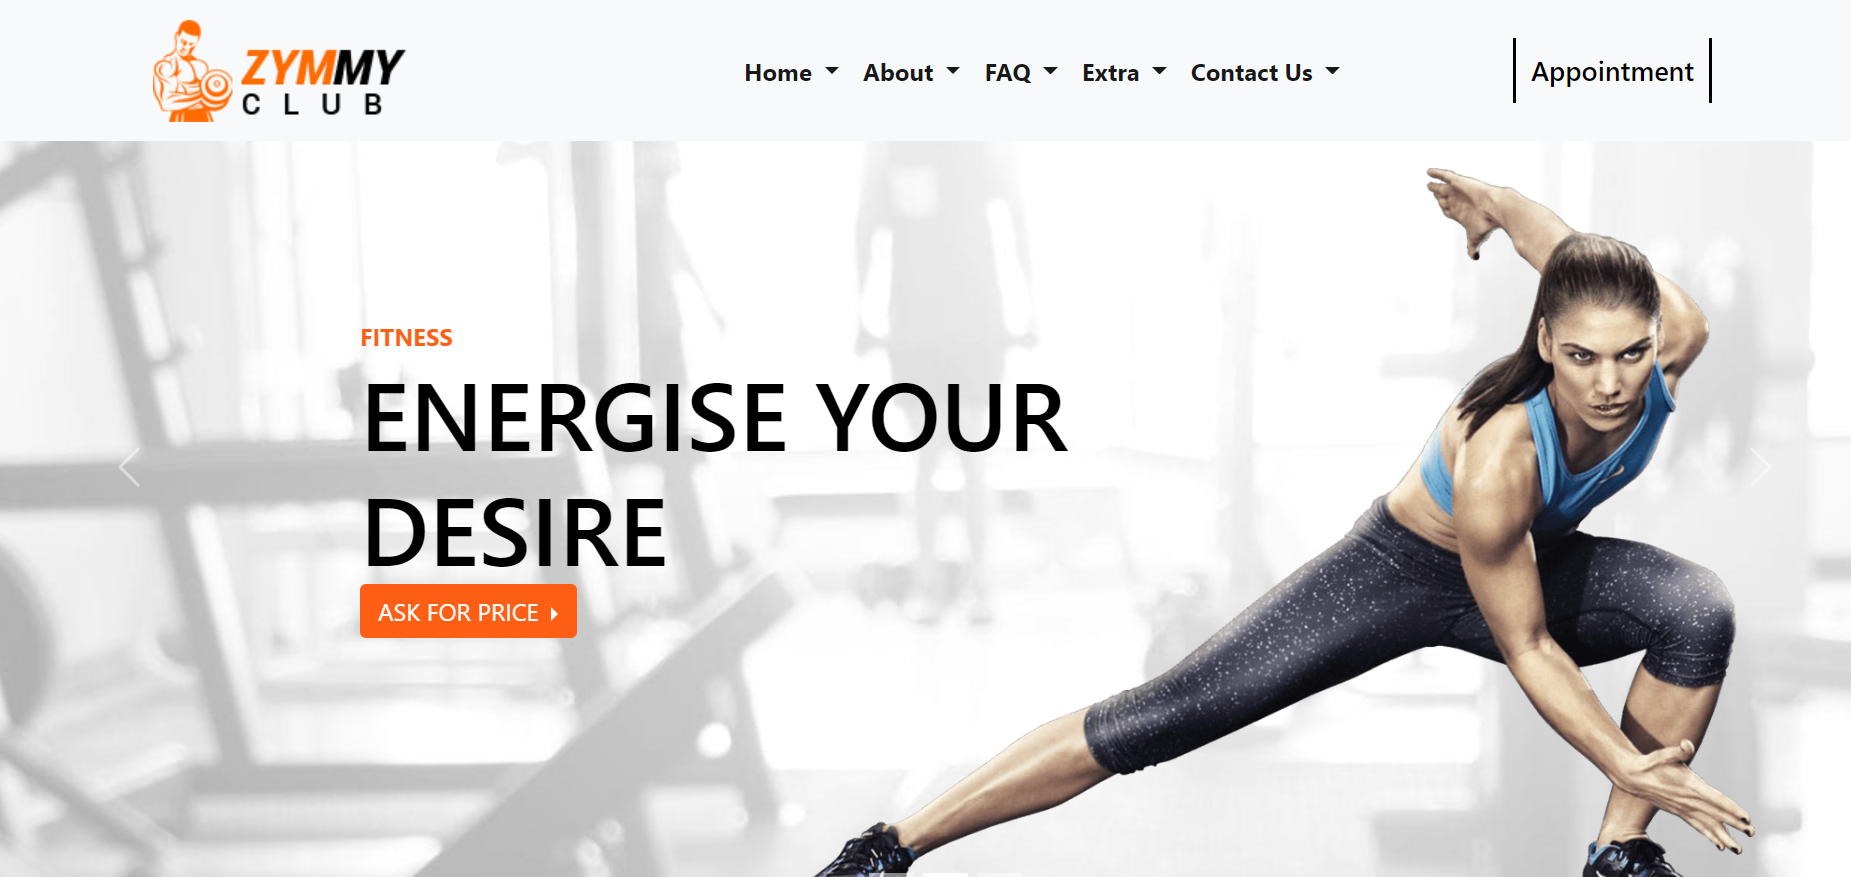 ZYMMY
CLUB
Home
About
FAQ
Extra
Contact Us
Appointment
FITNESS
ENERGISE YOUR
DESIRE
ASK FOR PRICE